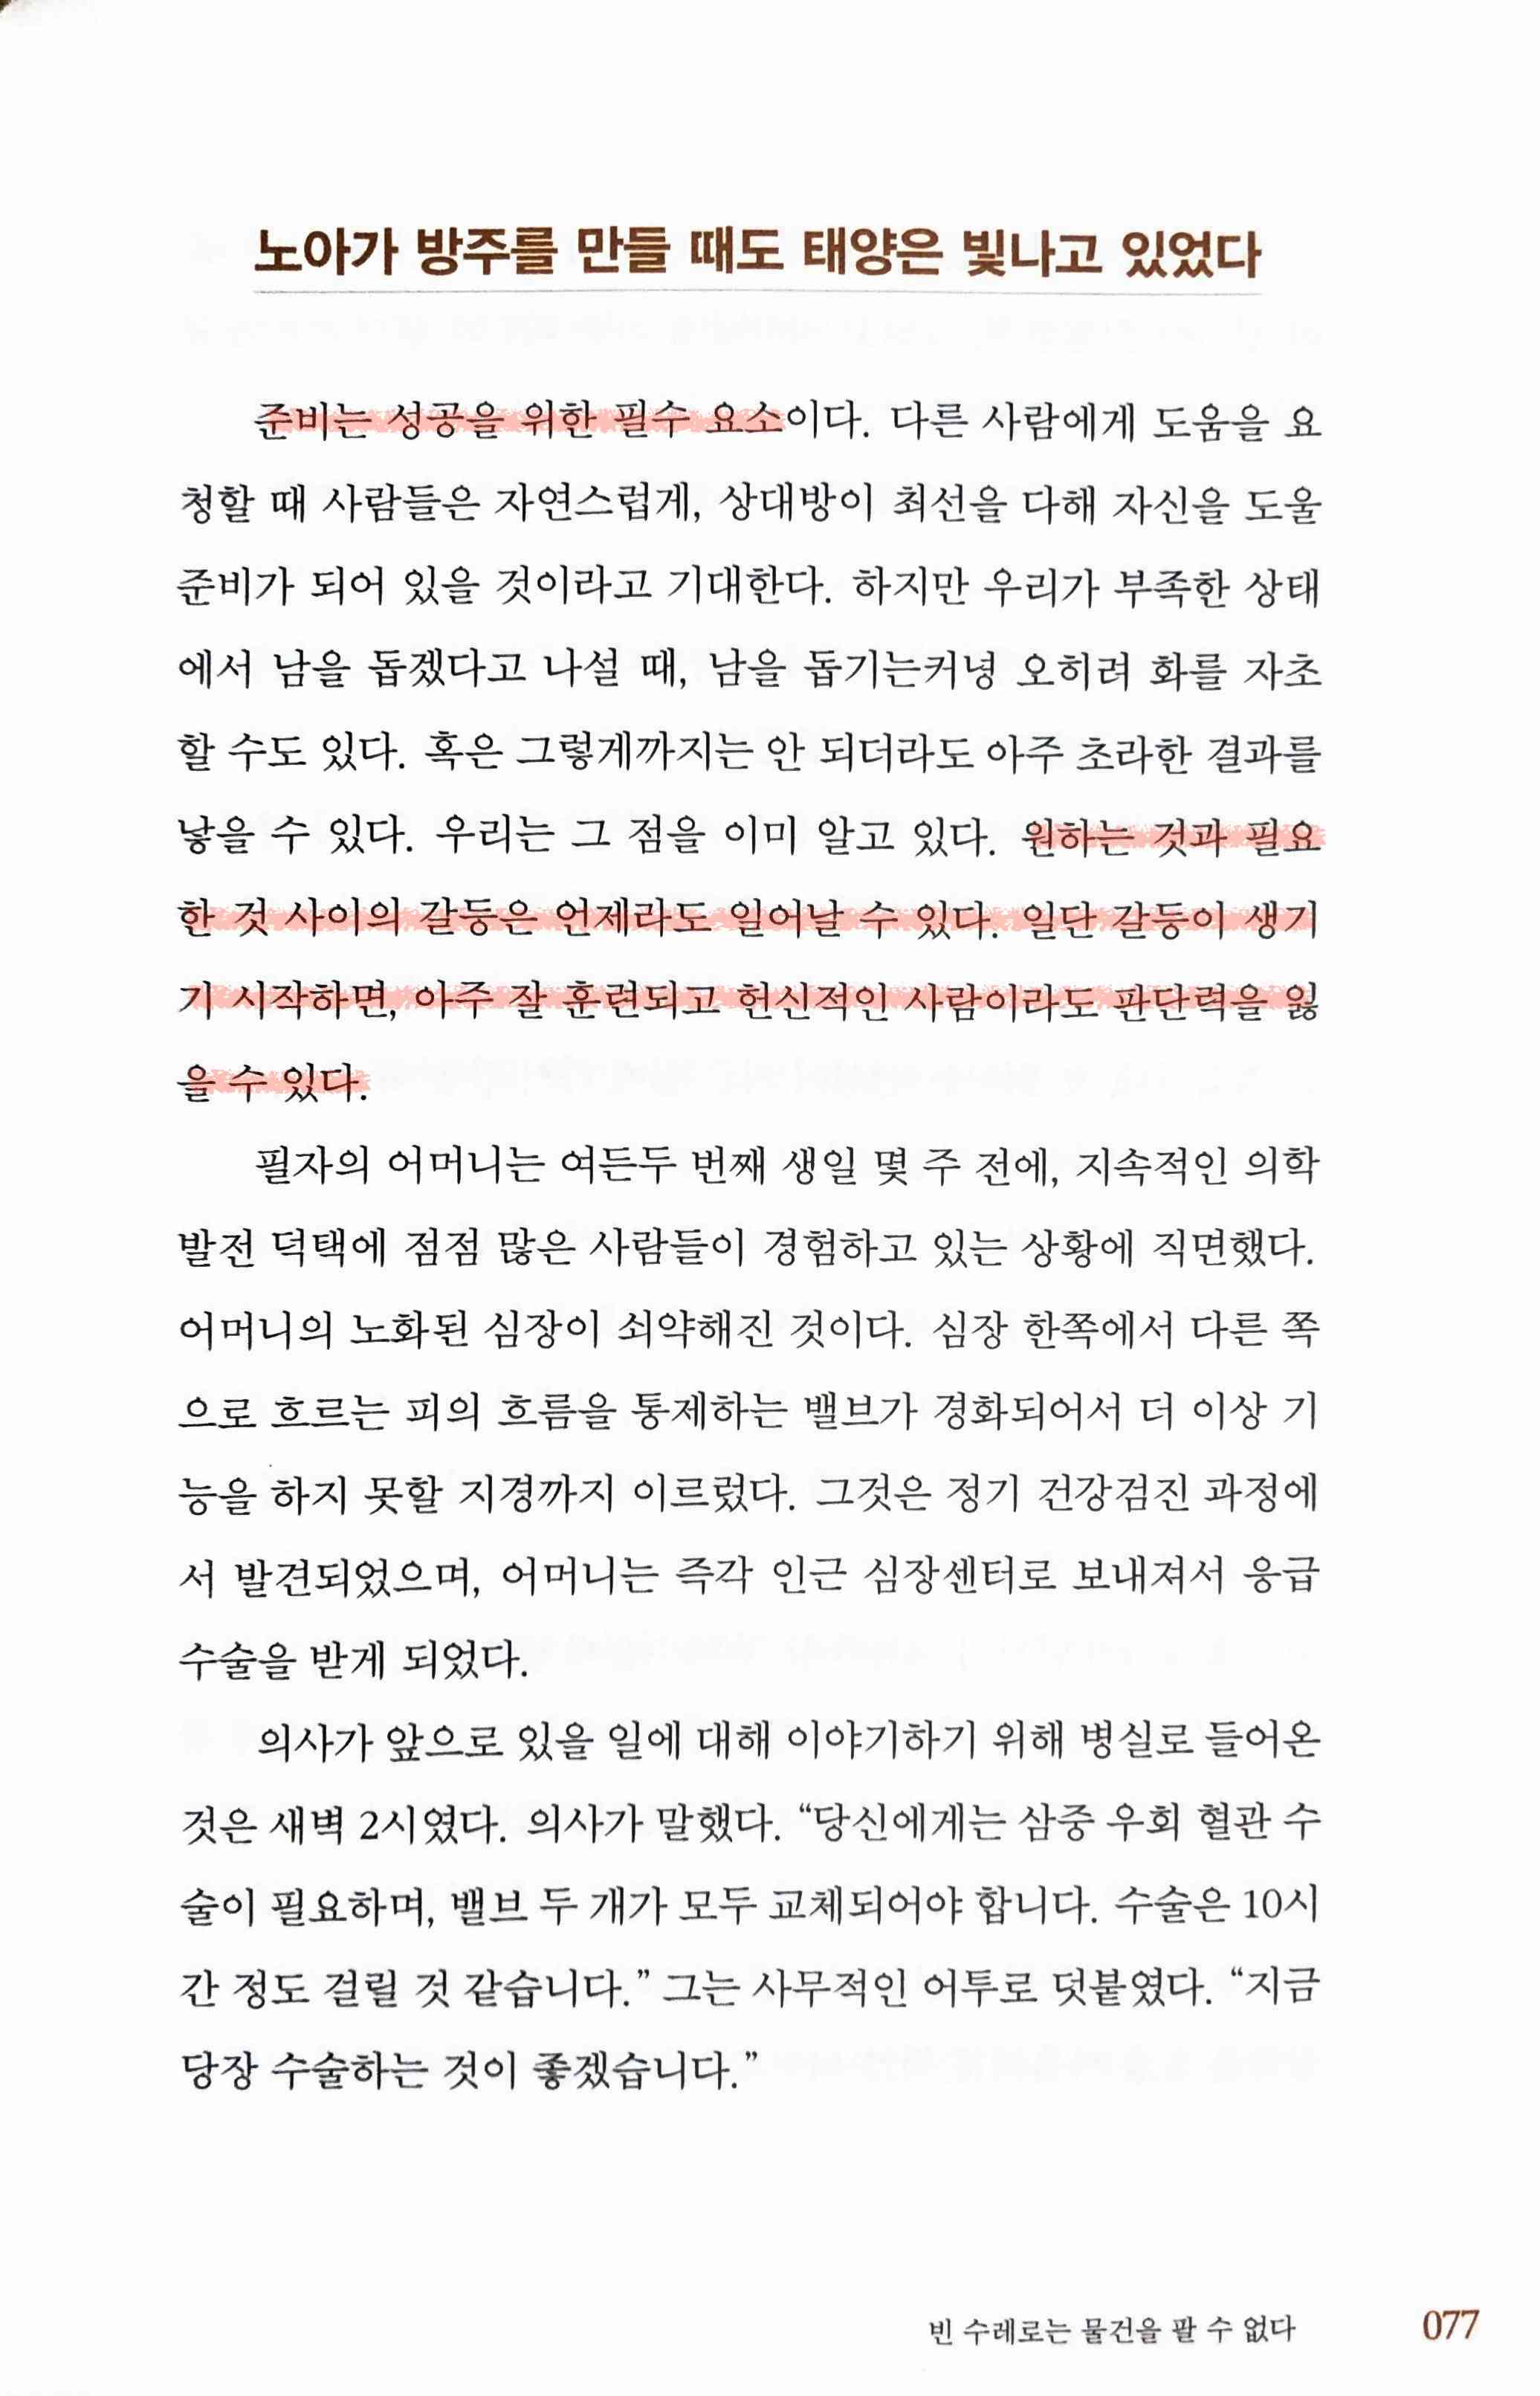 노아가 방주를 만들 때도 태양은 빛나고 있었다
준비는 성공을 위한 필수 요소이다. 다른 사람에게 도움을 요
청할 때 사람들은 자연스럽게, 상대방이 최선을 다해 자신을 도울
준비가 되어 있을 것이라고 기대한다. 하지만 우리가 부족한 상태
에서 남을 돕겠다고 나설 때, 남을 돕기는커녕 오히려 화를 자초
할 수도 있다. 혹은 그렇게까지는 안 되더라도 아주 초라한 결과를
낳을 수 있다. 우리는 그 점을 이미 알고 있다. 원하는 것과 필요
한 것 사이의 갈등은 언제라도 일어날 수 있다. 일단 갈등이 생기
기 시작하면, 아주 잘 훈련되고 헌신적인 사람이라도 판단력을 잃
을 수 있다.
필자의 어머니는 여든두 번째 생일 몇 주 전에, 지속적인 의학
발전 덕택에 점점 많은 사람들이 경험하고 있는 상황에 직면했다.
어머니의 노화된 심장이 쇠약해진 것이다. 심장 한쪽에서 다른 쪽
으로 흐르는 피의 흐름을 통제하는 밸브가 경화되어서 더 이상 기
능을 하지 못할 지경까지 이르렀다. 그것은 정기 건강검진 과정에
서 발견되었으며, 어머니는 즉각 인근 심장센터로 보내져서 응급
수술을 받게 되었다.
의사가 앞으로 있을 일에 대해 이야기하기 위해 병실로 들어온
것은 새벽 2시였다. 의사가 말했다. “당신에게는 삼중 우회 혈관 수
술이 필요하며, 밸브 두 개가 모두 교체되어야 합니다. 수술은 10시
간 정도 걸릴 것 같습니다.” 그는 사무적인 어투로 덧붙였다. “지금
당장 수술하는 것이 좋겠습니다.”
빈 수레로는 물건을 팔 수 없다 077